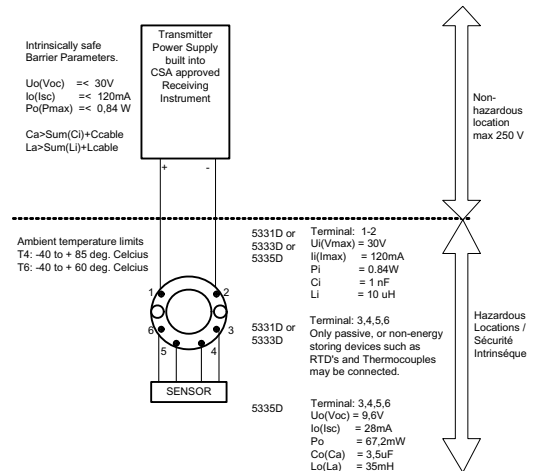 Transmitter
Power Supply
built into
CSA approved
Receiving
Instrument
Intrinsically safe
Barrier Parameters.
Uo(Voc) =< 30V
Io(Isc) =< 120mA
Po(Pmax) =< 0,84 W
Ca>Sum(Ci)+Ccable
La>Sum(Li)+Lcable
+ -
Non-
hazardous
location
max 250 V
Ambient temperature limits
T4: -40 to + 85 deg. Celcius
T6: -40 to + 60 deg. Celcius
5331D or
5333D or
5335D
Terminal: 1-2
Ui(Vmax) = 30V
Ii(Imax) = 120mA
Pi = 0.84W
Ci = 1 nF
Li = 10 uH
1 2
6 3
5 4
SENSOR
5331D or
5333D
Terminal: 3,4,5,6
Only passive, or non-energy
storing devices such as
RTD's and Thermocouples
may be connected.
Hazardous
Locations /
Sécurité
Intrinséque
5335D
Terminal: 3,4,5,6
Uo(Voc) = 9,6V
Io(Isc) = 28mA
Po = 67,2mW
Co(Ca) = 3,5uF
Lo(La) = 35mH